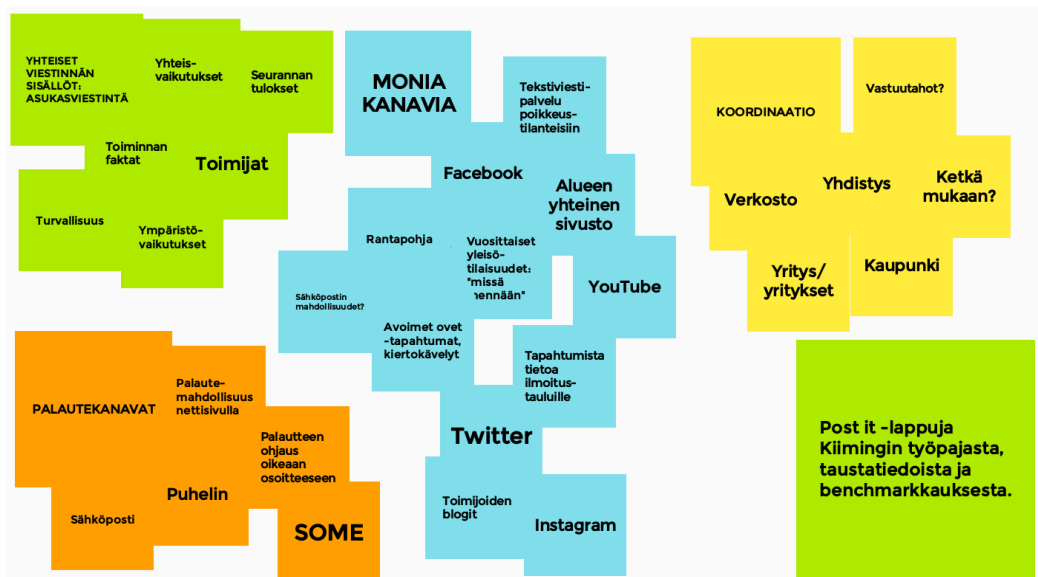 YHTEISET
VIESTINNÄN
SISÄLLÖT:
ASUKASVIESTINTÄ
Yhteis-
vaikutukset
Seurannan
tulokset
Toiminnan
faktat
Toimijat
Turvallisuus
Ympäristö-
vaikutukset
MONIA
KANAVIA
Tekstiviesti-
palvelu
poikkeus-
tilanteisiin
Facebook
Alueen
yhteinen
sivusto
Rantapohja
Vuosittaiset
yleisö-
tilaisuudet:
"missä
mennään"
Sähköpostin
mahdollisuudet?
YouTube
Avoimet ovet
-tapahtumat,
kiertokävelyt
Tapahtumista
tietoa
ilmoitus-
tauluille
Twitter
Toimijoiden
blogit
Instagram
KOORDINAATIO
Vastuutahot?
Verkosto
Yhdistys
Ketkä
mukaan?
Yritys/
yritykset
Kaupunki
PALAUTEKANAVAT
Palaute-
mahdollisuus
nettisivulla
Palautteen
ohjaus
oikeaan
osoitteeseen
Puhelin
Sähköposti
SOME
Post it -lappuja
Kiimingin työpajasta,
taustatiedoista ja
benchmarkkauksesta.